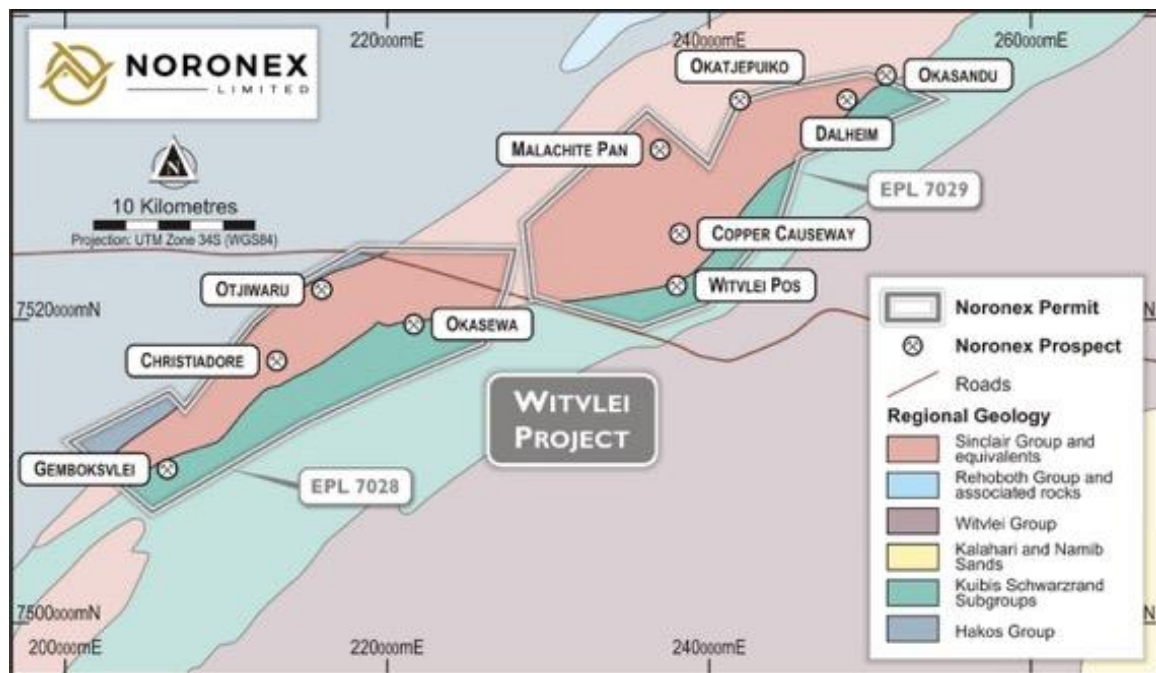 NORONEX
LIMITED
220000mE
240000mE
260000mE
OKATJEPUIKO
OKASANDU
DALHEIM
MALACHITE PAN
N
10 Kilometres
Projection: UTM Zone 34S (WGS84)
EPL 7029
COPPER CAUSEWAY
OTJIWARU
WITVLEI POS
7520000mN
N
OKASEWA
CHRISTIADORE
WITVLEI
PROJECT
GEMBOKSVLEI
EPL 7028
Noronex Permit
Noronex Prospect
Roads
Regional Geology
Sinclair Group and
equivalents
Rehoboth Group and
associated rocks
Witvlei Group
Kalahari and Namib
Sands
Kuibis Schwarzrand
Subgroups
Hakos Group
7500000mN
N
200000mE
220000mE
240000mE